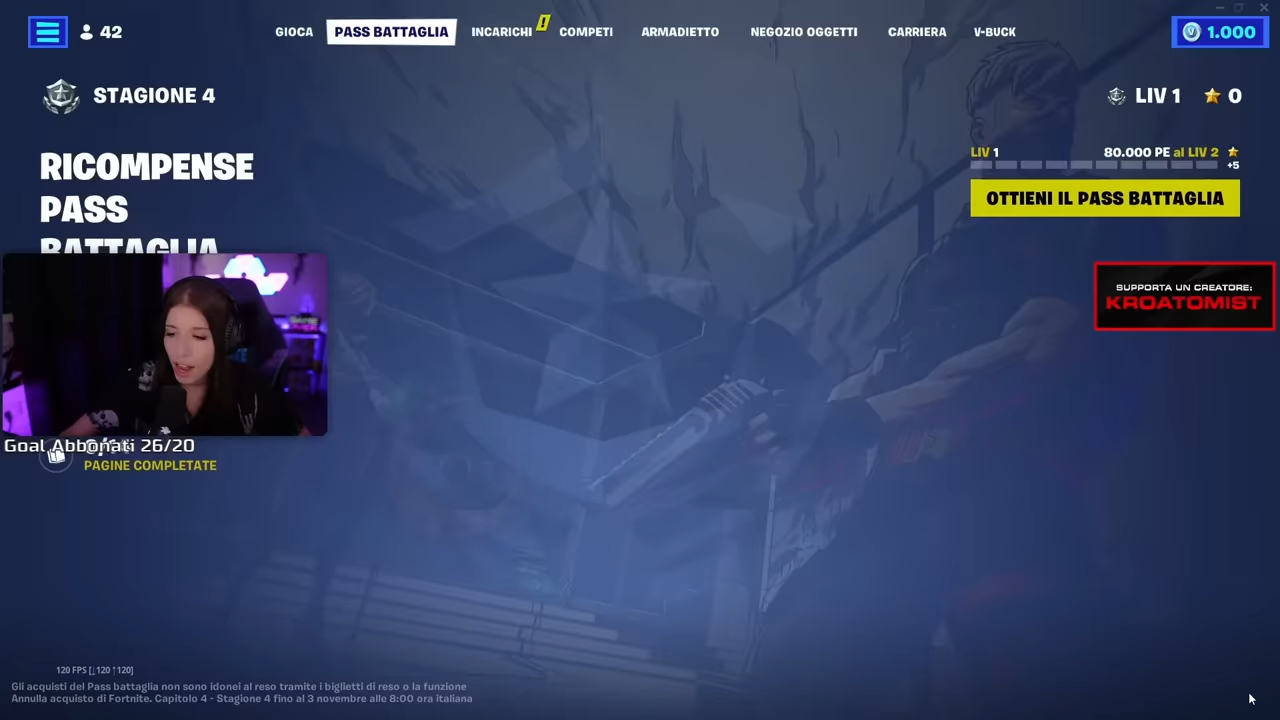 42
GIOCA
PASS BATTAGLIA
INCARICHI
!
COMPETI
ARMADIETTO
NEGOZIO OGGETTI
CARRIERA
V-BUCK
1.000
STAGIONE 4
LIV 1
0
RICOMPENSE
PASS
BATTAGLIA
LIV 1
80.000 PE al LIV 2
+5
OTTIENI IL PASS BATTAGLIA
SUPPORTA UN CREATORE:
KROATOMIST
Goal Abbonati 26/20
PAGINE COMPLETATE
120 FPS [↓120 ↑120]
Gli acquisti del Pass battaglia non sono idonei al reso tramite i biglietti di reso o la funzione
Annulla acquisto di Fortnite. Capitolo 4 - Stagione 4 fino al 3 novembre alle 8:00 ora italiana